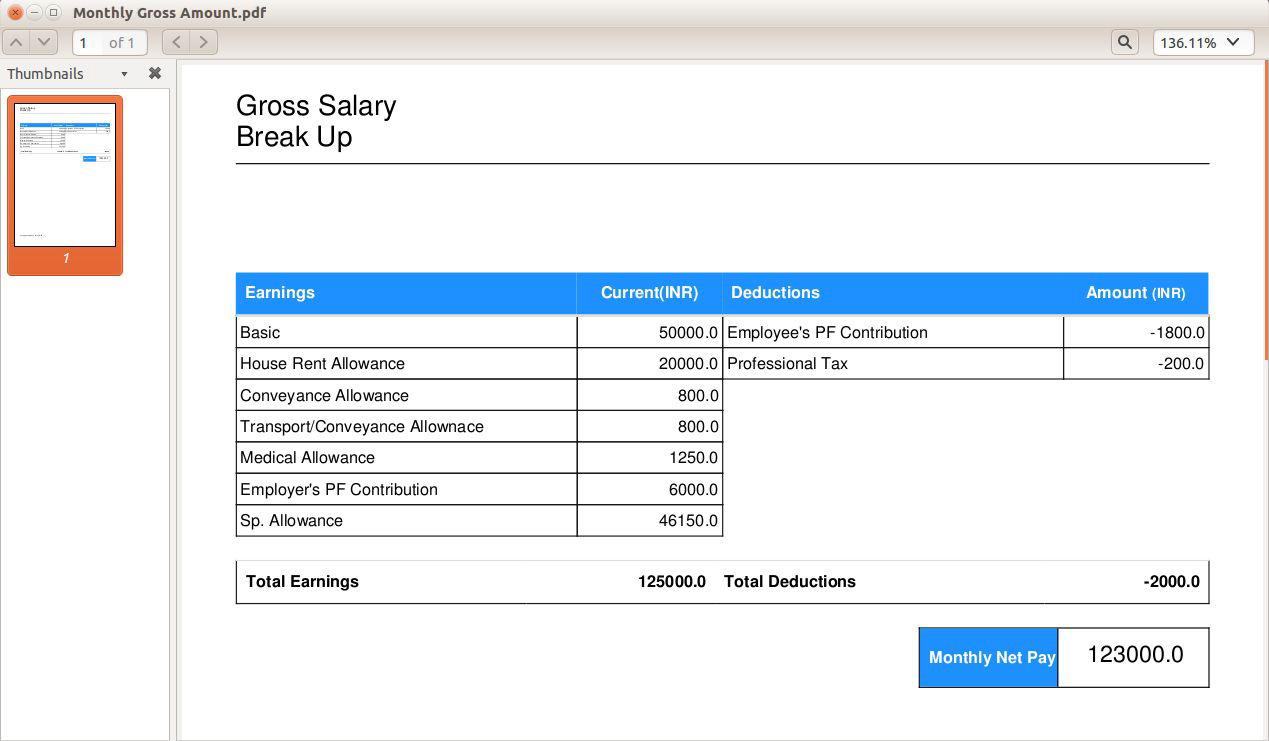 Monthly Gross Amount.pdf
1 of 1
136.11%
Thumbnails
1
Gross Salary
Break Up
Earnings Current(INR) Deductions Amount (INR)
Basic 50000.0 Employee's PF Contribution -1800.0
House Rent Allowance 20000.0 Professional Tax -200.0
Conveyance Allowance 800.0
Transport/Conveyance Allownace 800.0
Medical Allowance 1250.0
Employer's PF Contribution 6000.0
Sp. Allowance 46150.0
Total Earnings 125000.0 Total Deductions -2000.0
Monthly Net Pay 123000.0